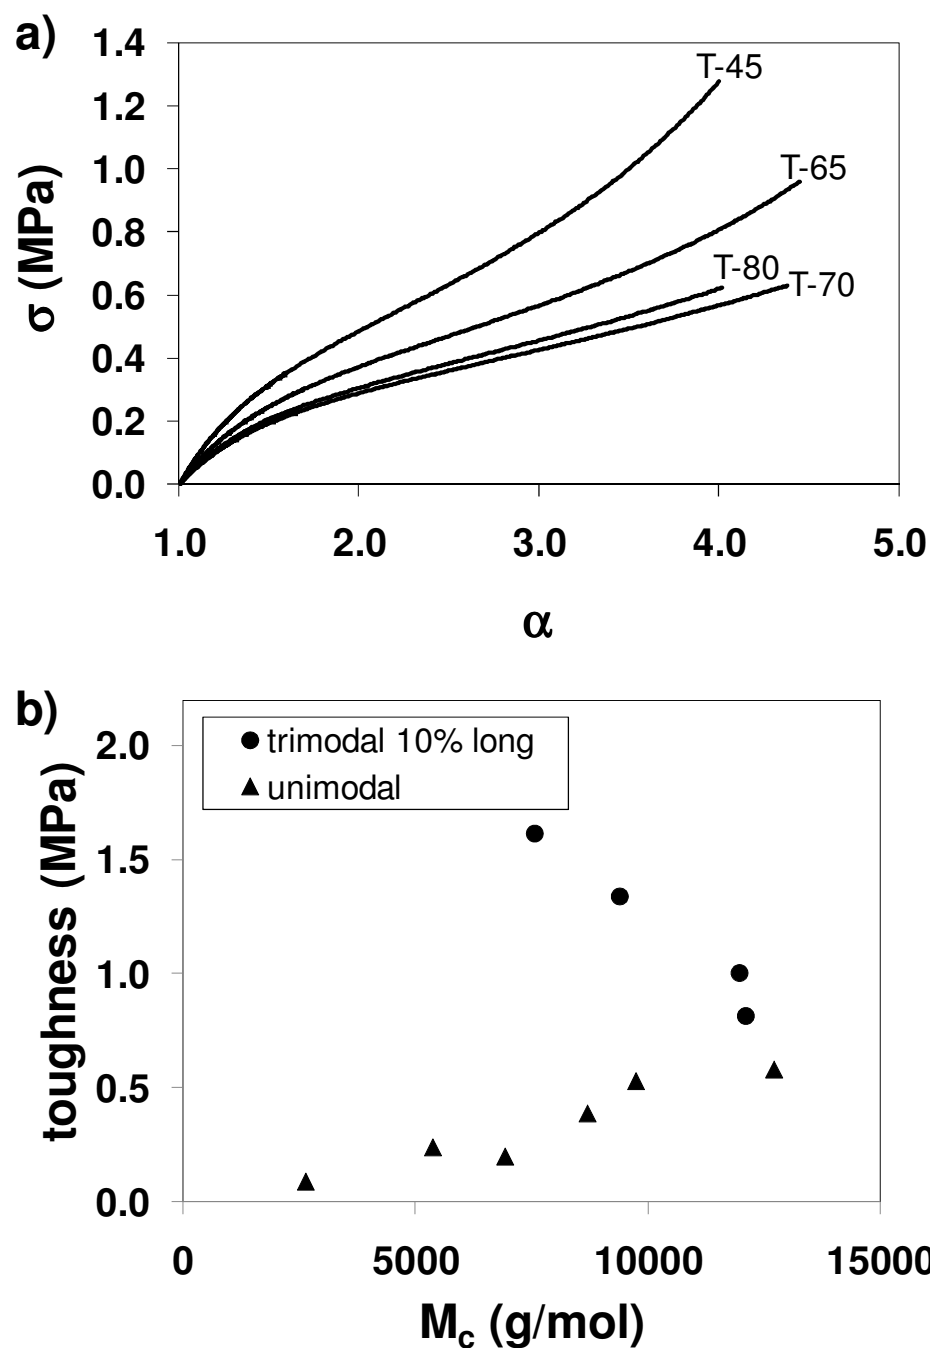 a)
1.4
T-45
1.2
1.0
T-65
0.8
T-80
T-70
0.6
0.4
0.2
0.0
σ (MPa)
1.0 2.0 3.0 4.0 5.0
α
b)
trimodal 10% long
unimodal
2.0
1.5
1.0
0.5
0.0
toughness (MPa)
0 5000 10000 15000
Mc (g/mol)